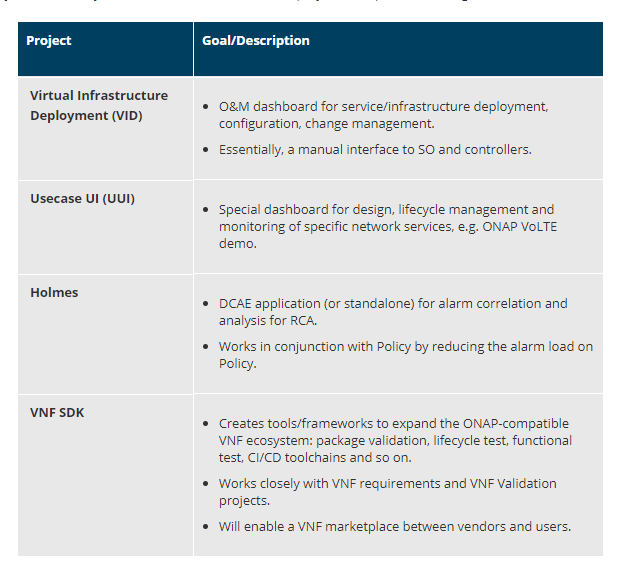 Project
Goal/Description
Virtual Infrastructure
Deployment (VID)
• O&M dashboard for service/infrastructure deployment,
configuration, change management.
• Essentially, a manual interface to SO and controllers.
Usecase UI (UUI)
• Special dashboard for design, lifecycle management and
monitoring of specific network services, e.g. ONAP VoLTE
demo.
Holmes
• DCAE application (or standalone) for alarm correlation and
analysis for RCA.
• Works in conjunction with Policy by reducing the alarm load on
Policy.
VNF SDK
• Creates tools/frameworks to expand the ONAP-compatible
VNF ecosystem: package validation, lifecycle test, functional
test, CI/CD toolchains and so on.
• Works closely with VNF requirements and VNF Validation
projects.
• Will enable a VNF marketplace between vendors and users.